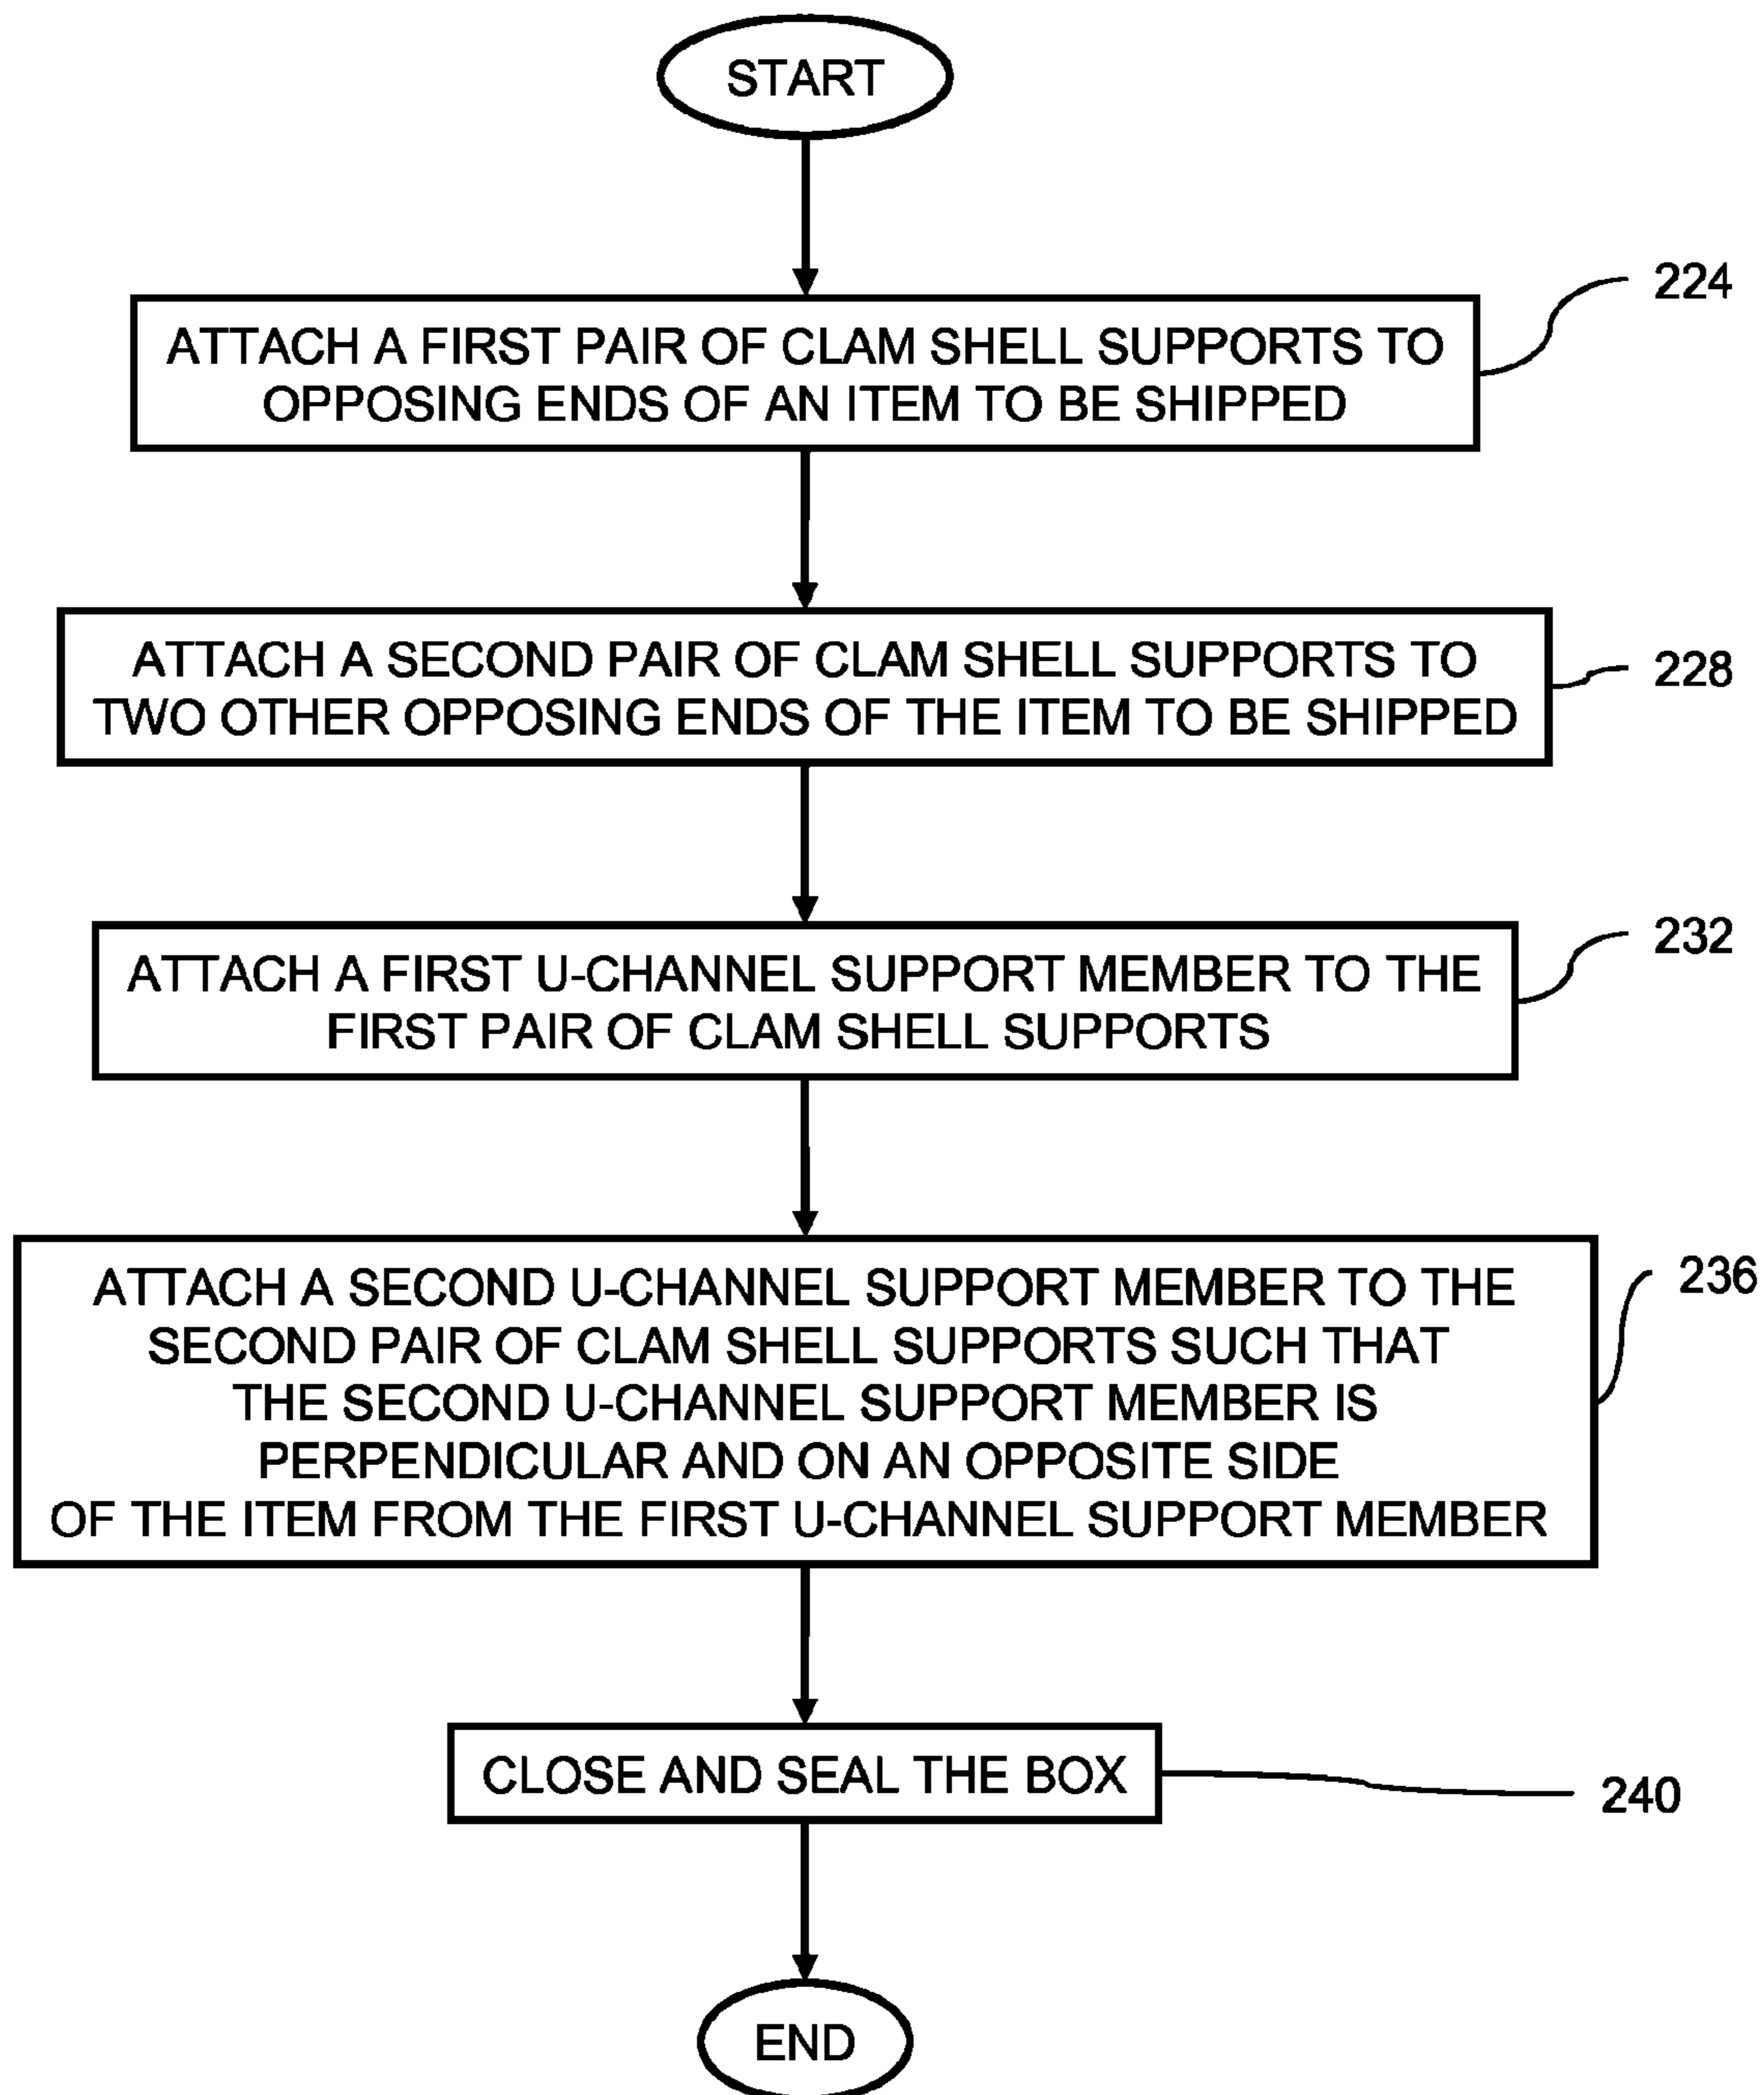 START
224
ATTACH A FIRST PAIR OF CLAM SHELL SUPPORTS TO
OPPOSING ENDS OF AN ITEM TO BE SHIPPED
228
ATTACH A SECOND PAIR OF CLAM SHELL SUPPORTS TO
TWO OTHER OPPOSING ENDS OF THE ITEM TO BE SHIPPED
232
ATTACH A FIRST U-CHANNEL SUPPORT MEMBER TO THE
FIRST PAIR OF CLAM SHELL SUPPORTS
236
ATTACH A SECOND U-CHANNEL SUPPORT MEMBER TO THE
SECOND PAIR OF CLAM SHELL SUPPORTS SUCH THAT
THE SECOND U-CHANNEL SUPPORT MEMBER IS
PERPENDICULAR AND ON AN OPPOSITE SIDE
OF THE ITEM FROM THE FIRST U-CHANNEL SUPPORT MEMBER
CLOSE AND SEAL THE BOX
240
END